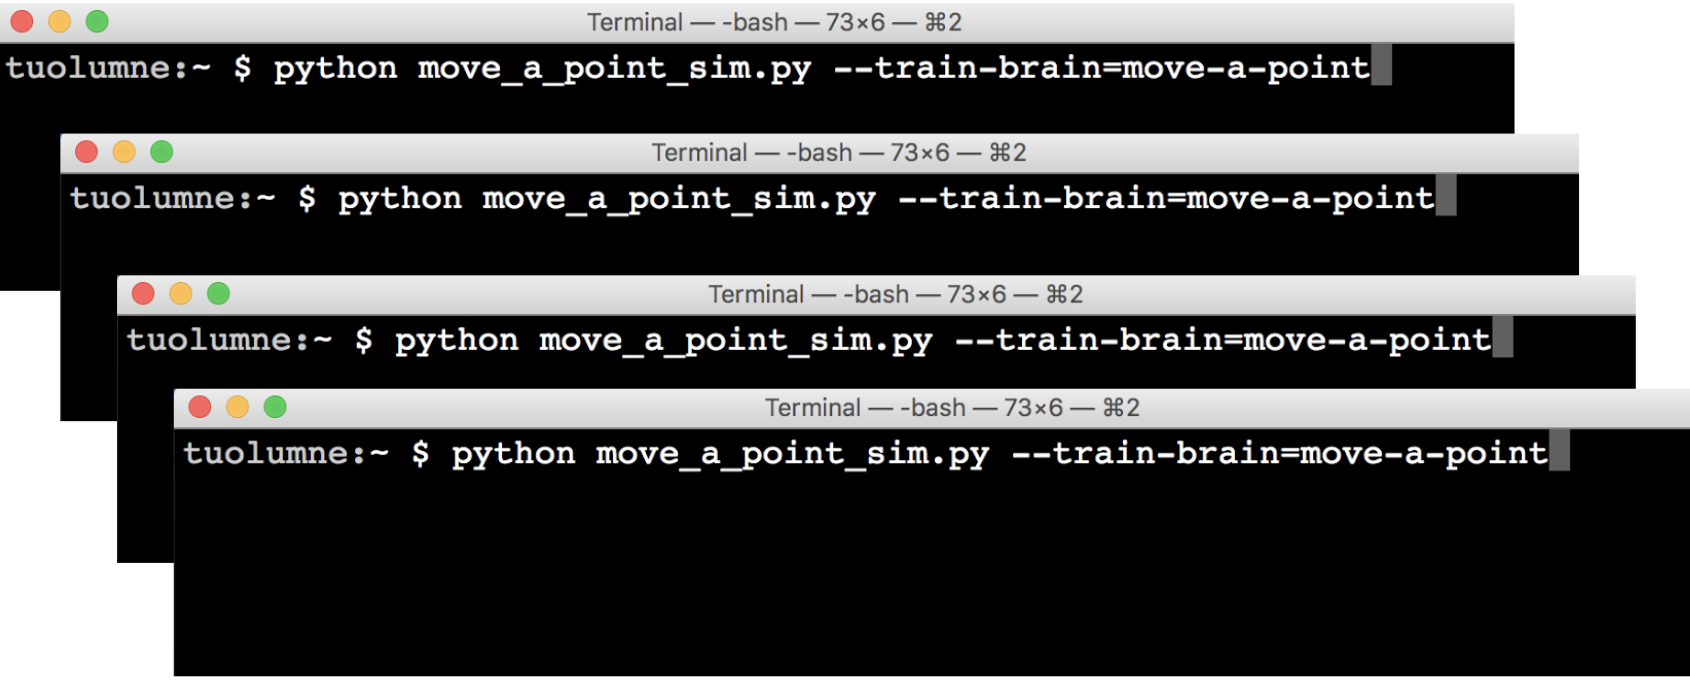 Terminal — -bash — 73×6 — ⌘2
tuolumne:~ $ python move_a_point_sim.py --train-brain=move-a-point
Terminal — -bash — 73×6 — ⌘2
tuolumne:~ $ python move_a_point_sim.py --train-brain=move-a-point
Terminal — -bash — 73×6 — ⌘2
tuolumne:~ $ python move_a_point_sim.py --train-brain=move-a-point
Terminal — -bash — 73×6 — ⌘2
tuolumne:~ $ python move_a_point_sim.py --train-brain=move-a-point